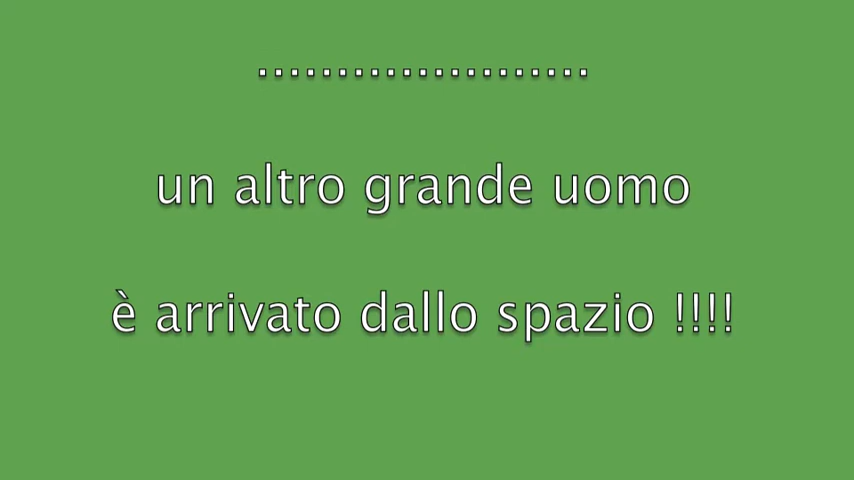 .....................
un altro grande uomo
è arrivato dallo spazio !!!!